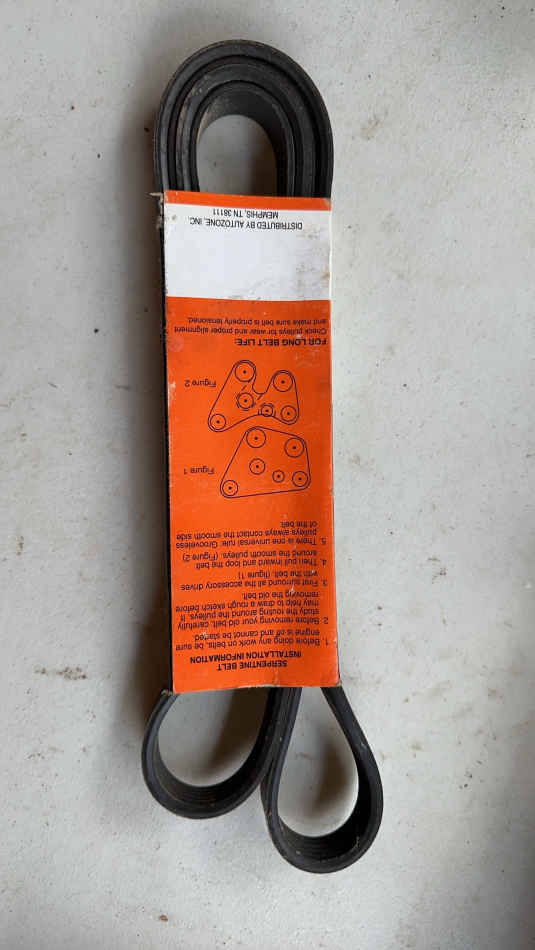 SERPENTINE BELT
INSTALLATION INFORMATION
1. Before doing any work on belts, be sure
engine is off and cannot be started.
2. Before removing your old belt, carefully
study the routing around the pulleys. It
may help to draw a rough sketch before
removing the old belt.
3. First surround all the accessory drives
with the belt. (figure 1)
4. Then pull inward and loop the belt
around the smooth pulleys. (Figure 2)
5. There is one universal rule: Grooveless
pulleys always contact the smooth side
of the belt
Figure 1
Figure 2
FOR LONG BELT LIFE:
Check pulleys for wear and proper alignment
and make sure belt is properly tensioned.
DISTRIBUTED BY AUTOZONE, INC.
MEMPHIS, TN 38111